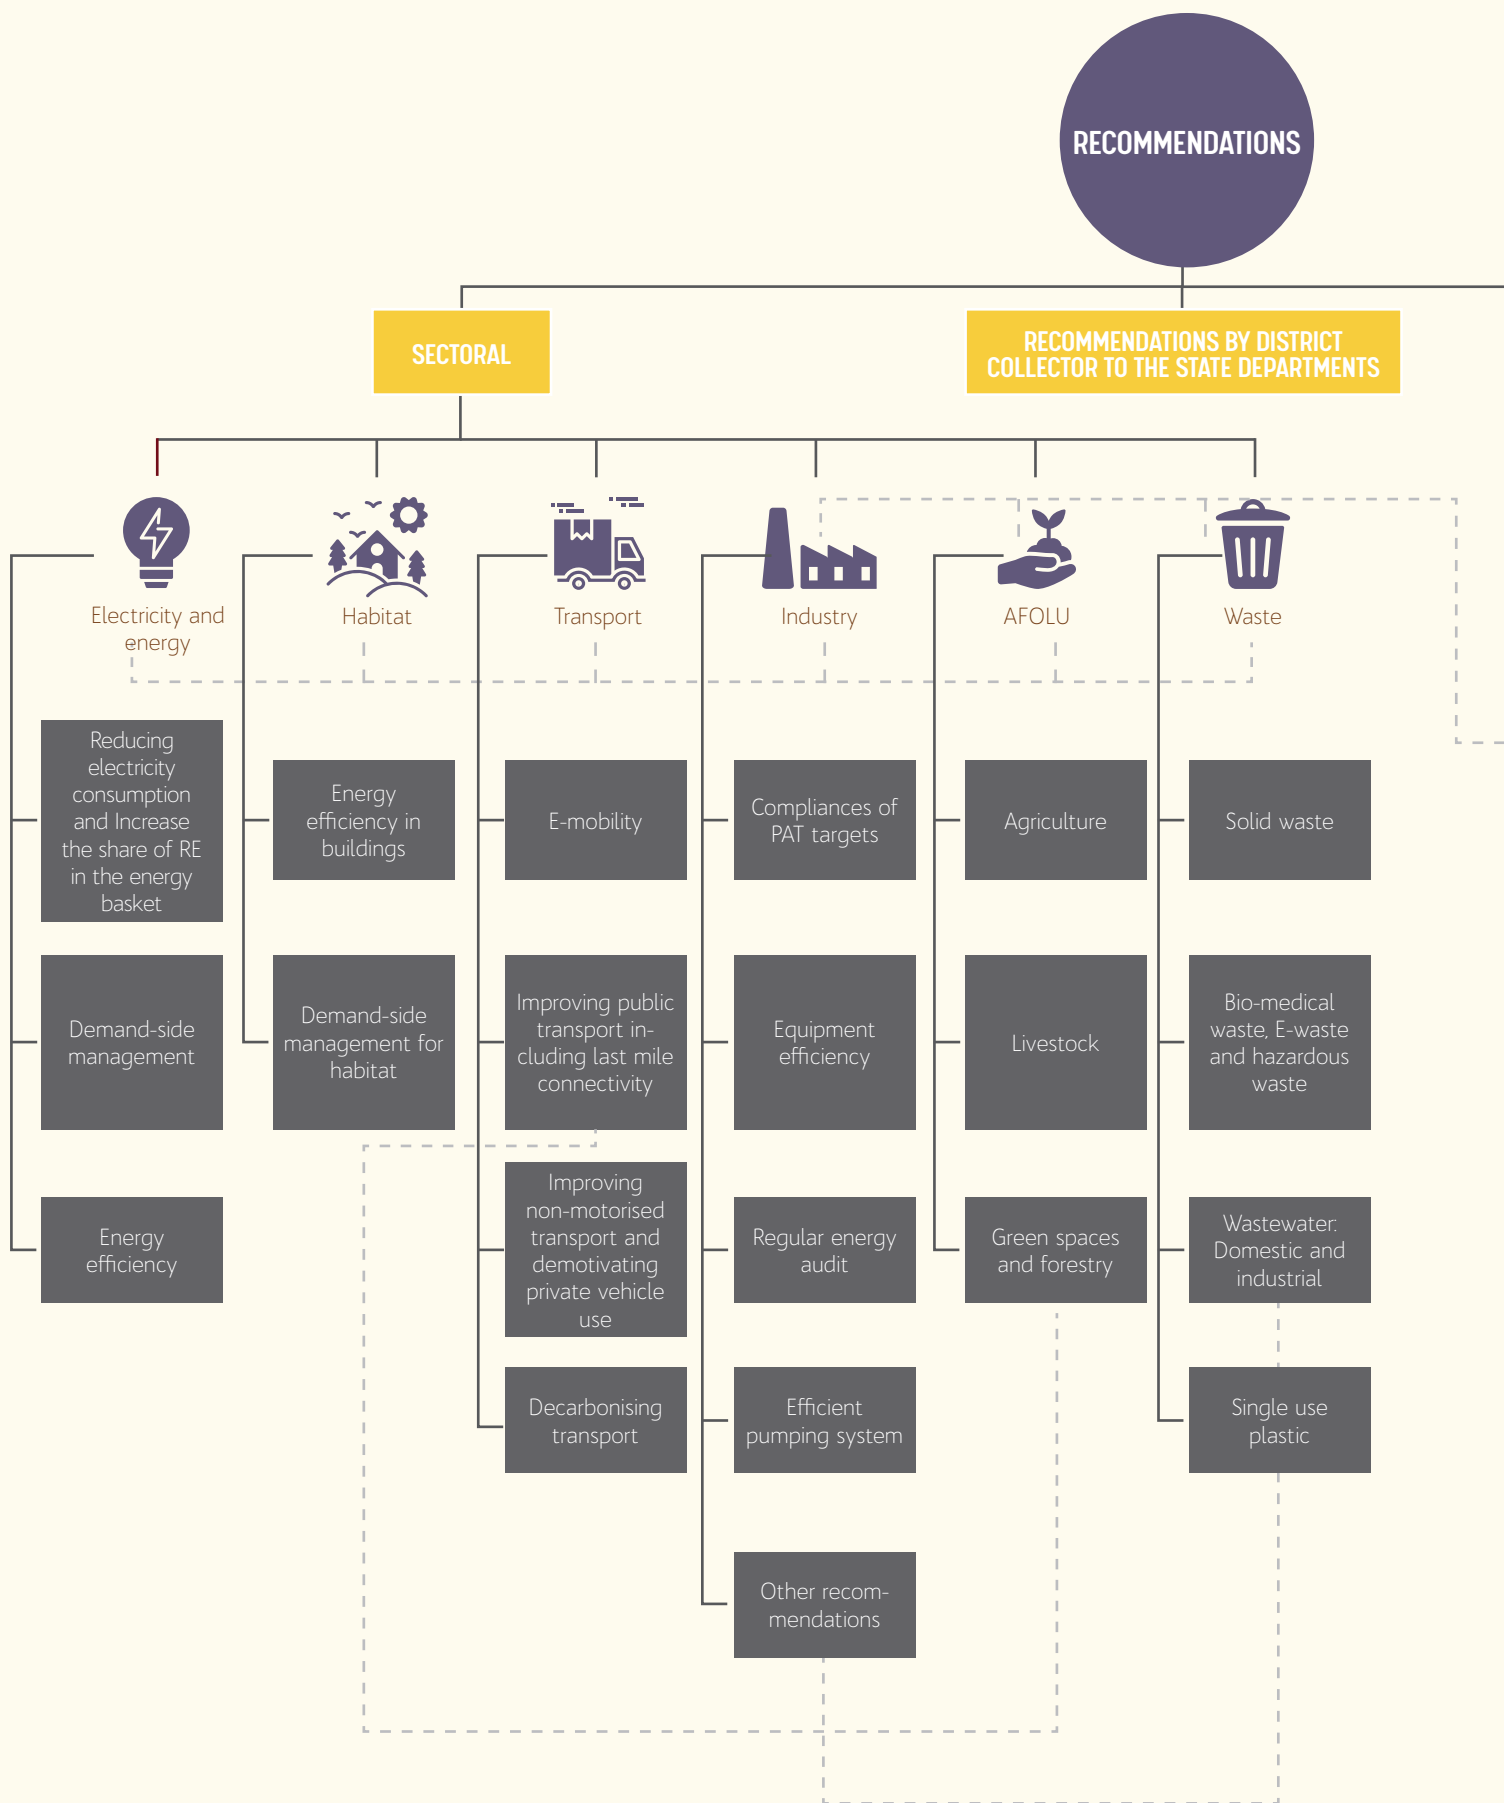 RECOMMENDATIONS
SECTORAL
RECOMMENDATIONS BY DISTRICT
COLLECTOR TO THE STATE DEPARTMENTS
Electricity and
energy
Habitat
Transport
Industry
AFOLU
Waste
Reducing
electricity
consumption
and Increase
the share of RE
in the energy
basket
Demand-side
management
Energy
efficiency
Energy
efficiency in
buildings
Demand-side
management for
habitat
E-mobility
Improving public
transport in-
cluding last mile
connectivity
Improving
non-motorised
transport and
demotivating
private vehicle
use
Decarbonising
transport
Compliances of
PAT targets
Equipment
efficiency
Regular energy
audit
Efficient
pumping system
Other recom-
mendations
Agriculture
Livestock
Green spaces
and forestry
Solid waste
Bio-medical
waste, E-waste
and hazardous
waste
Wastewater:
Domestic and
industrial
Single use
plastic